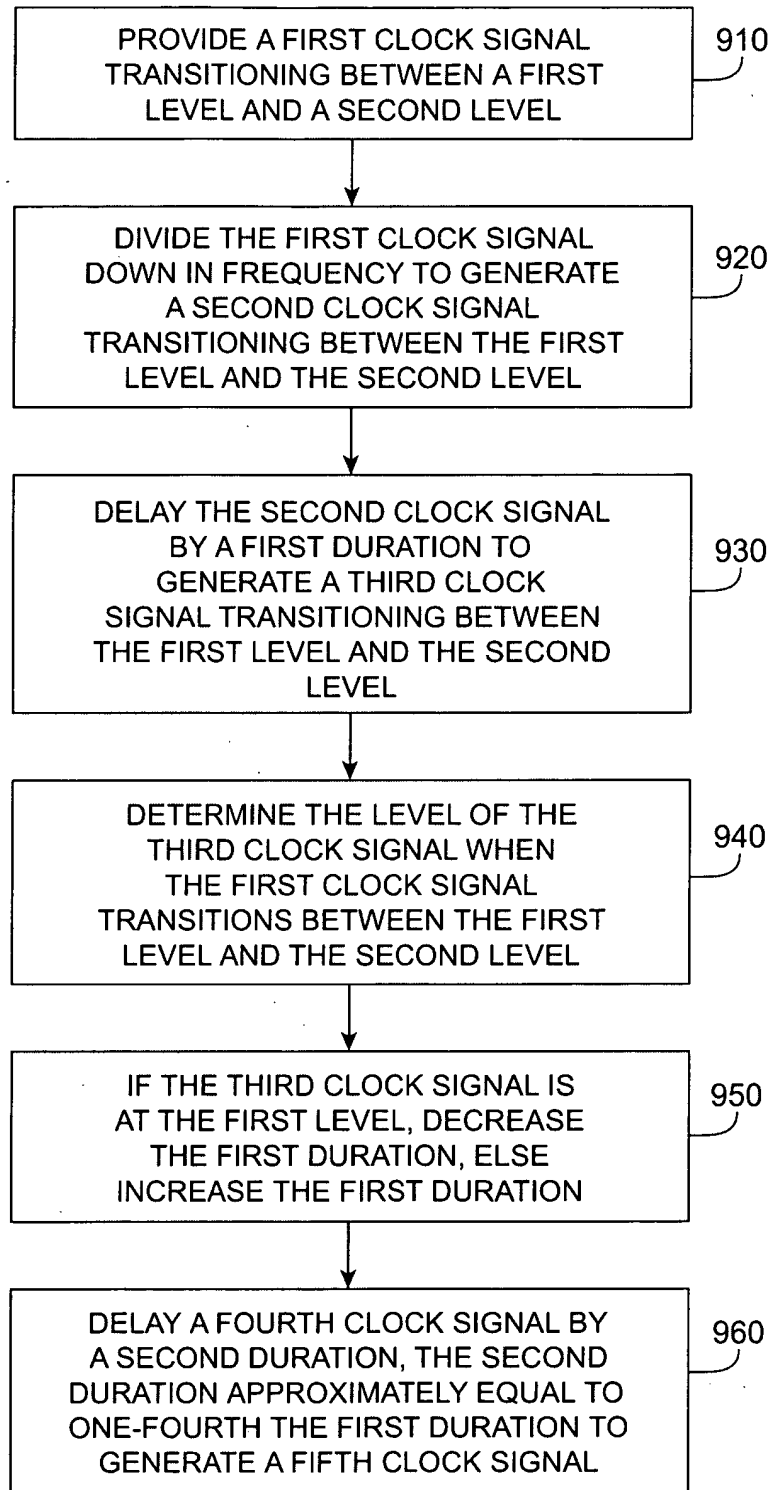 PROVIDE A FIRST CLOCK SIGNAL
TRANSITIONING BETWEEN A FIRST
LEVEL AND A SECOND LEVEL
910
DIVIDE THE FIRST CLOCK SIGNAL
DOWN IN FREQUENCY TO GENERATE
A SECOND CLOCK SIGNAL
TRANSITIONING BETWEEN THE FIRST
LEVEL AND THE SECOND LEVEL
920
DELAY THE SECOND CLOCK SIGNAL
BY A FIRST DURATION TO
GENERATE A THIRD CLOCK
SIGNAL TRANSITIONING BETWEEN
THE FIRST LEVEL AND THE SECOND
LEVEL
930
DETERMINE THE LEVEL OF THE
THIRD CLOCK SIGNAL WHEN
THE FIRST CLOCK SIGNAL
TRANSITIONS BETWEEN THE FIRST
LEVEL AND THE SECOND LEVEL
940
IF THE THIRD CLOCK SIGNAL IS
AT THE FIRST LEVEL, DECREASE
THE FIRST DURATION, ELSE
INCREASE THE FIRST DURATION
950
DELAY A FOURTH CLOCK SIGNAL BY
A SECOND DURATION, THE SECOND
DURATION APPROXIMATELY EQUAL TO
ONE-FOURTH THE FIRST DURATION TO
GENERATE A FIFTH CLOCK SIGNAL
960